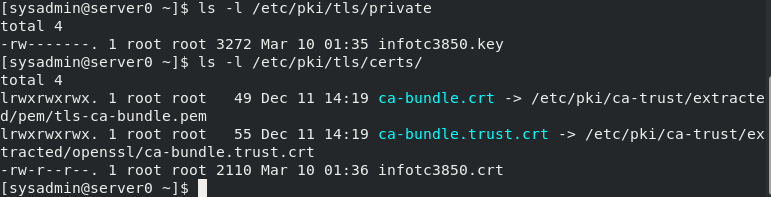 [sysadmin@server0 ~]$ ls -l /etc/pki/tls/private
total 4
-rw-------. 1 root root 3272 Mar 10 01:35 infotc3850.key
[sysadmin@server0 ~]$ ls -l /etc/pki/tls/certs/
total 4
lrwxrwxrwx. 1 root root   49 Dec 11 14:19 ca-bundle.crt -> /etc/pki/ca-trust/extracte
d/pem/tls-ca-bundle.pem
lrwxrwxrwx. 1 root root   55 Dec 11 14:19 ca-bundle.trust.crt -> /etc/pki/ca-trust/ex
tracted/openssl/ca-bundle.trust.crt
-rw-r--r--. 1 root root 2110 Mar 10 01:36 infotc3850.crt
[sysadmin@server0 ~]$